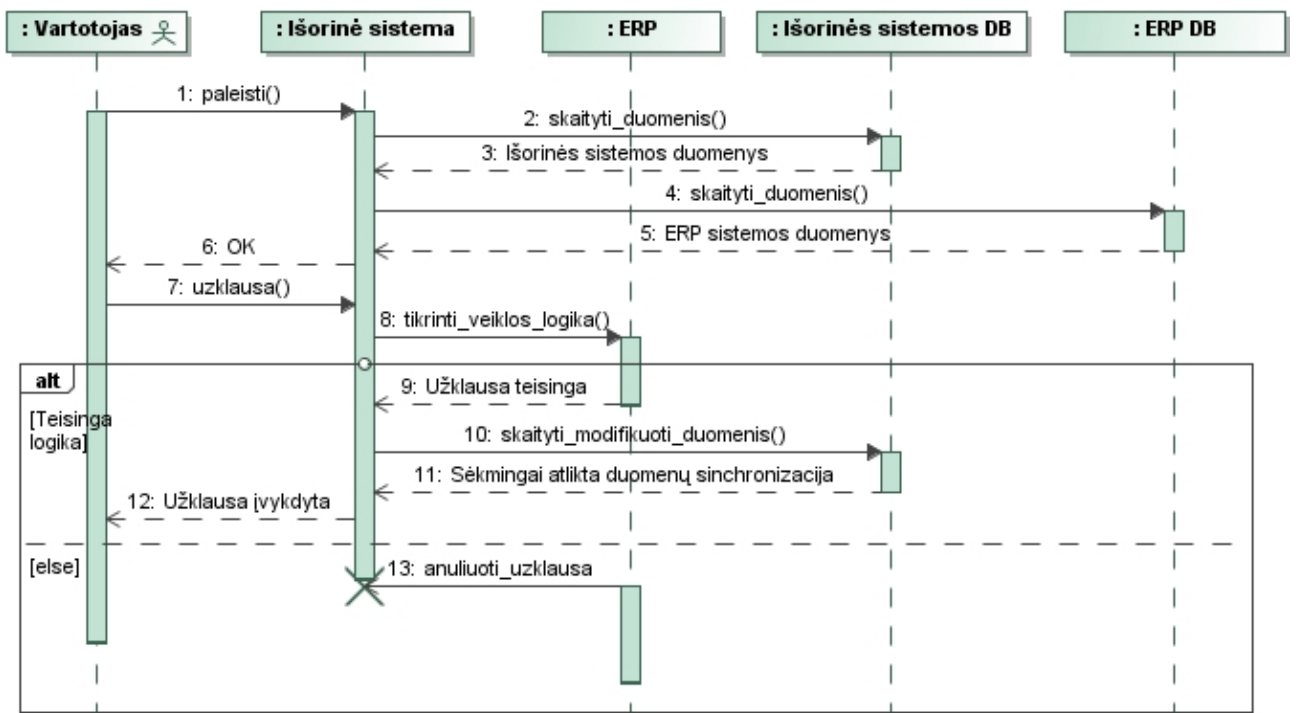 : Vartotojas
: Išorinė sistema
: ERP
: Išorinės sistemos DB
: ERP DB
1: paleisti()
2: skaityti_duomenis()
3: Išorinės sistemos duomenys
4: skaityti_duomenis()
5: ERP sistemos duomenys
6: OK
7: uzklausa()
8: tikrinti_veiklos_logika()
alt
9: Užklausa teisinga
[Teisinga
logika]
10: skaityti_modifikuoti_duomenis()
11: Sėkmingai atlikta duomenų sinchronizacija
12: Užklausa įvykdyta
[else]
13: anuliuoti_uzklausa